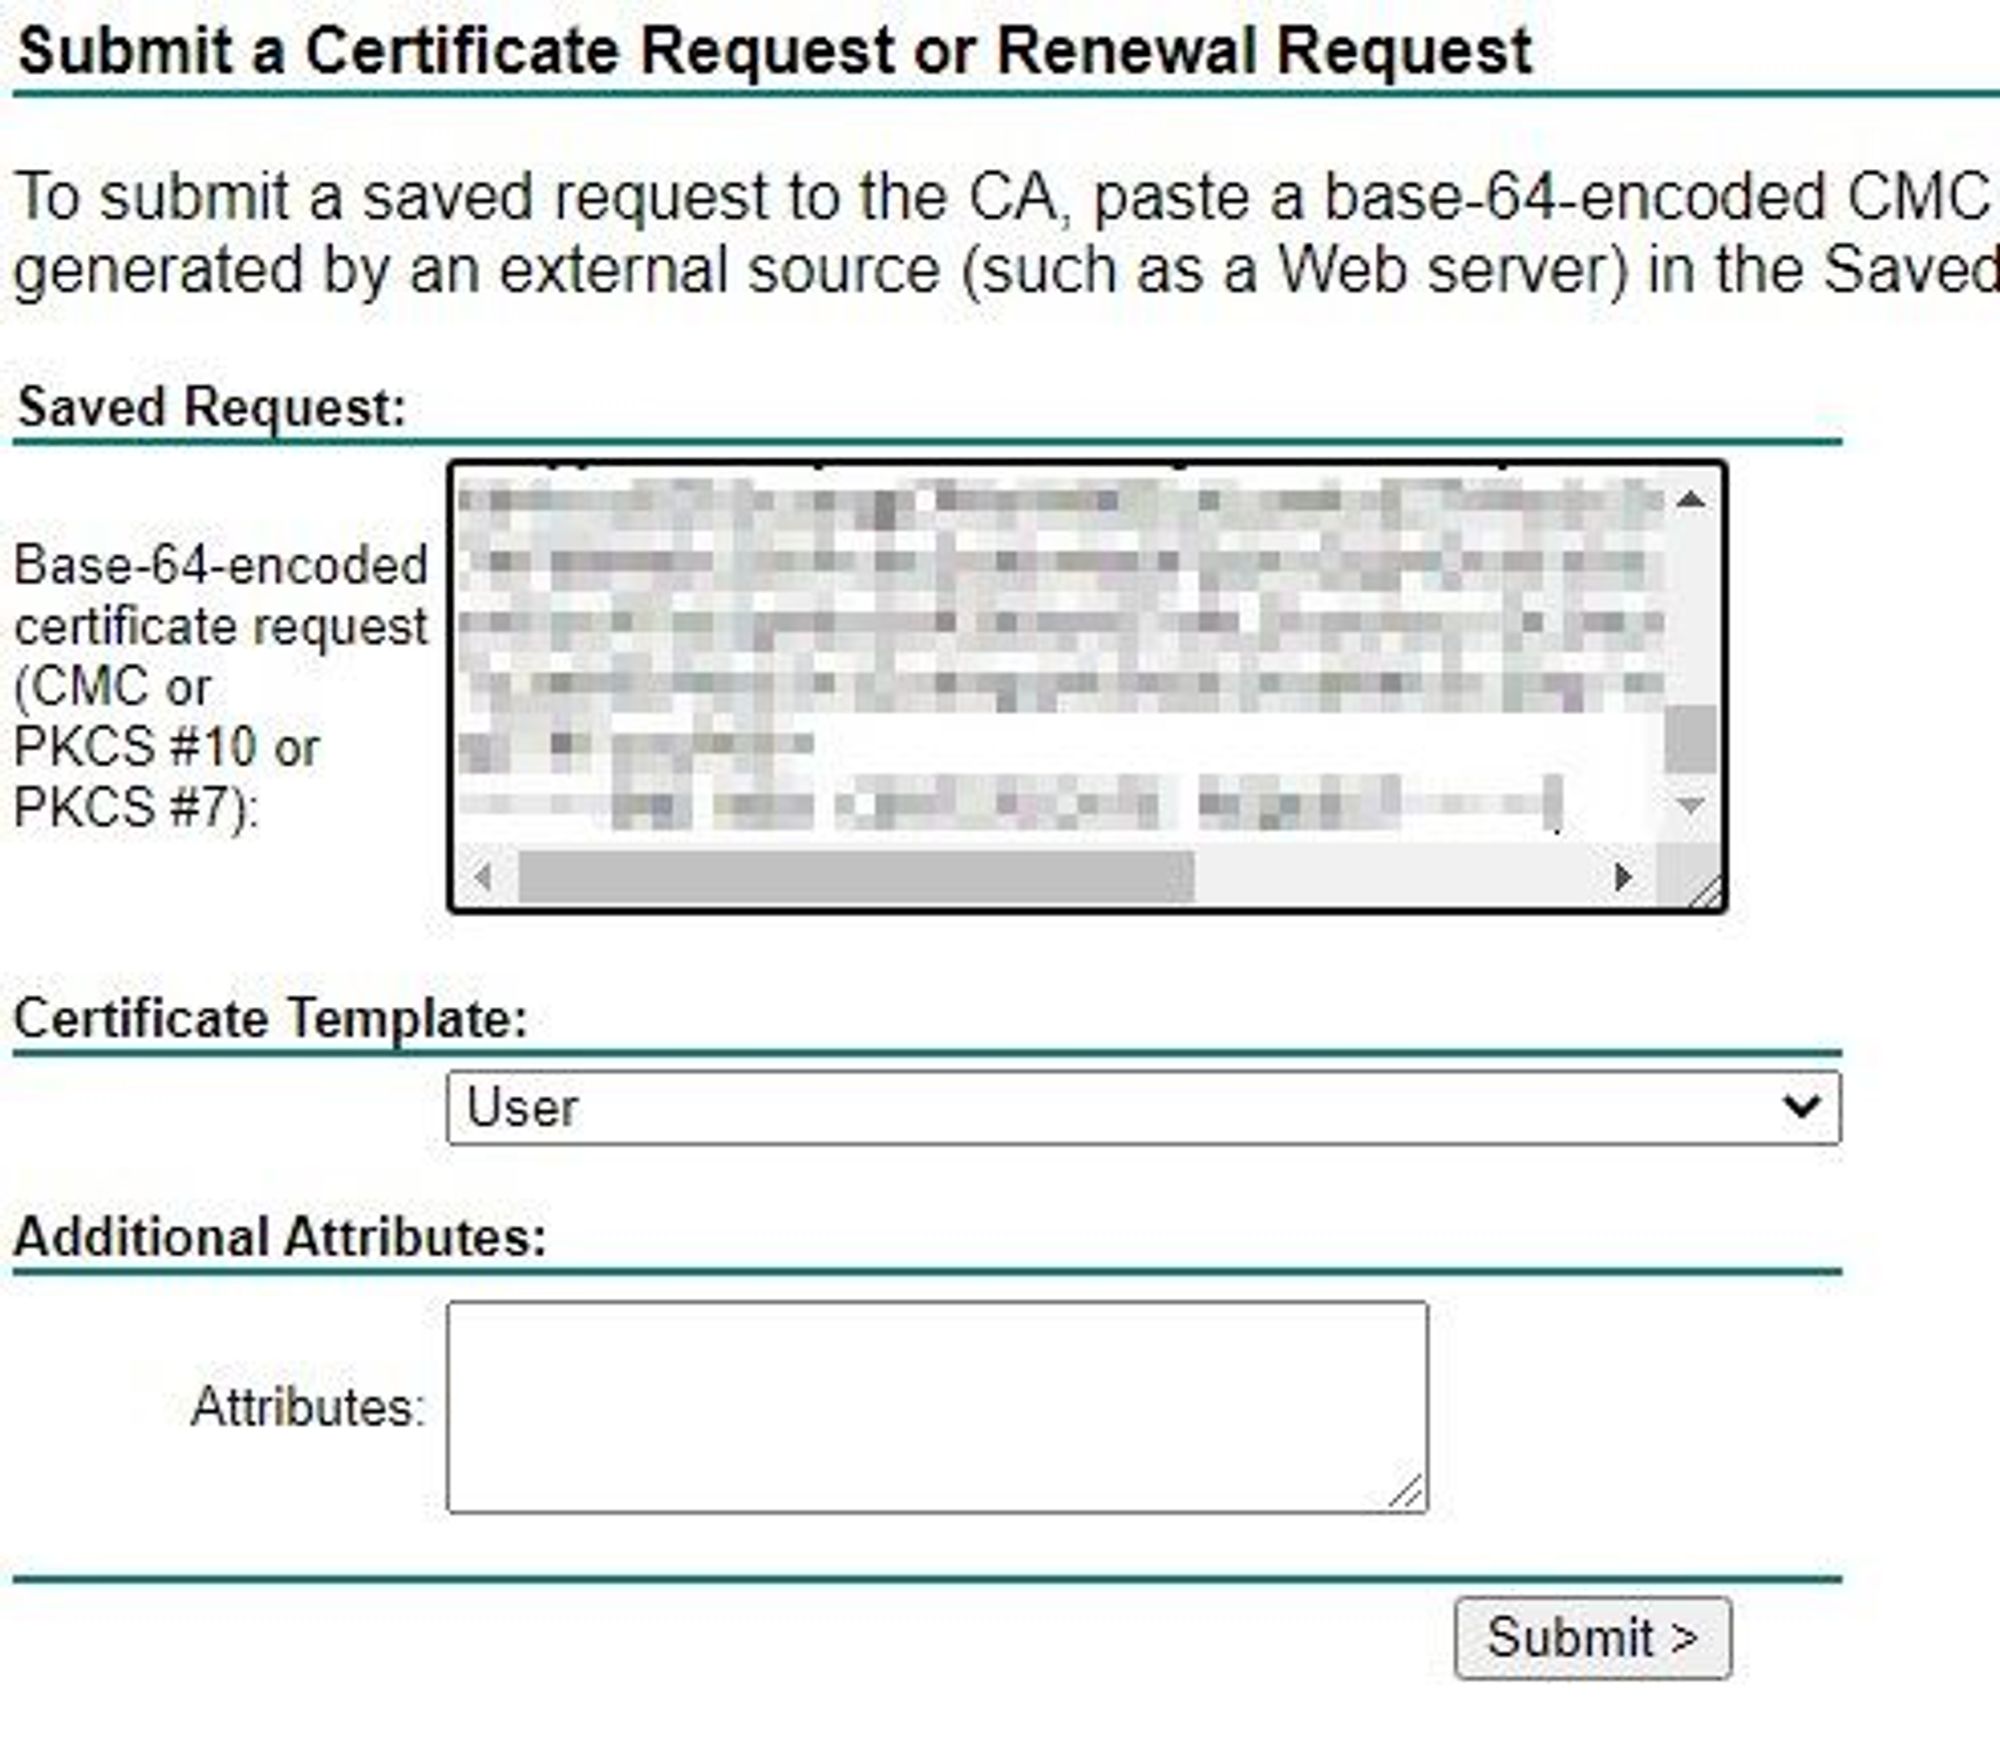 Submit a Certificate Request or Renewal Request
To submit a saved request to the CA, paste a base-64-encoded CMC
generated by an external source (such as a Web server) in the Saved
Saved Request:
Base-64-encoded
certificate request
(CMC or
PKCS #10 or
PKCS #7):
Certificate Template:
User
Additional Attributes:
Attributes:
Submit >